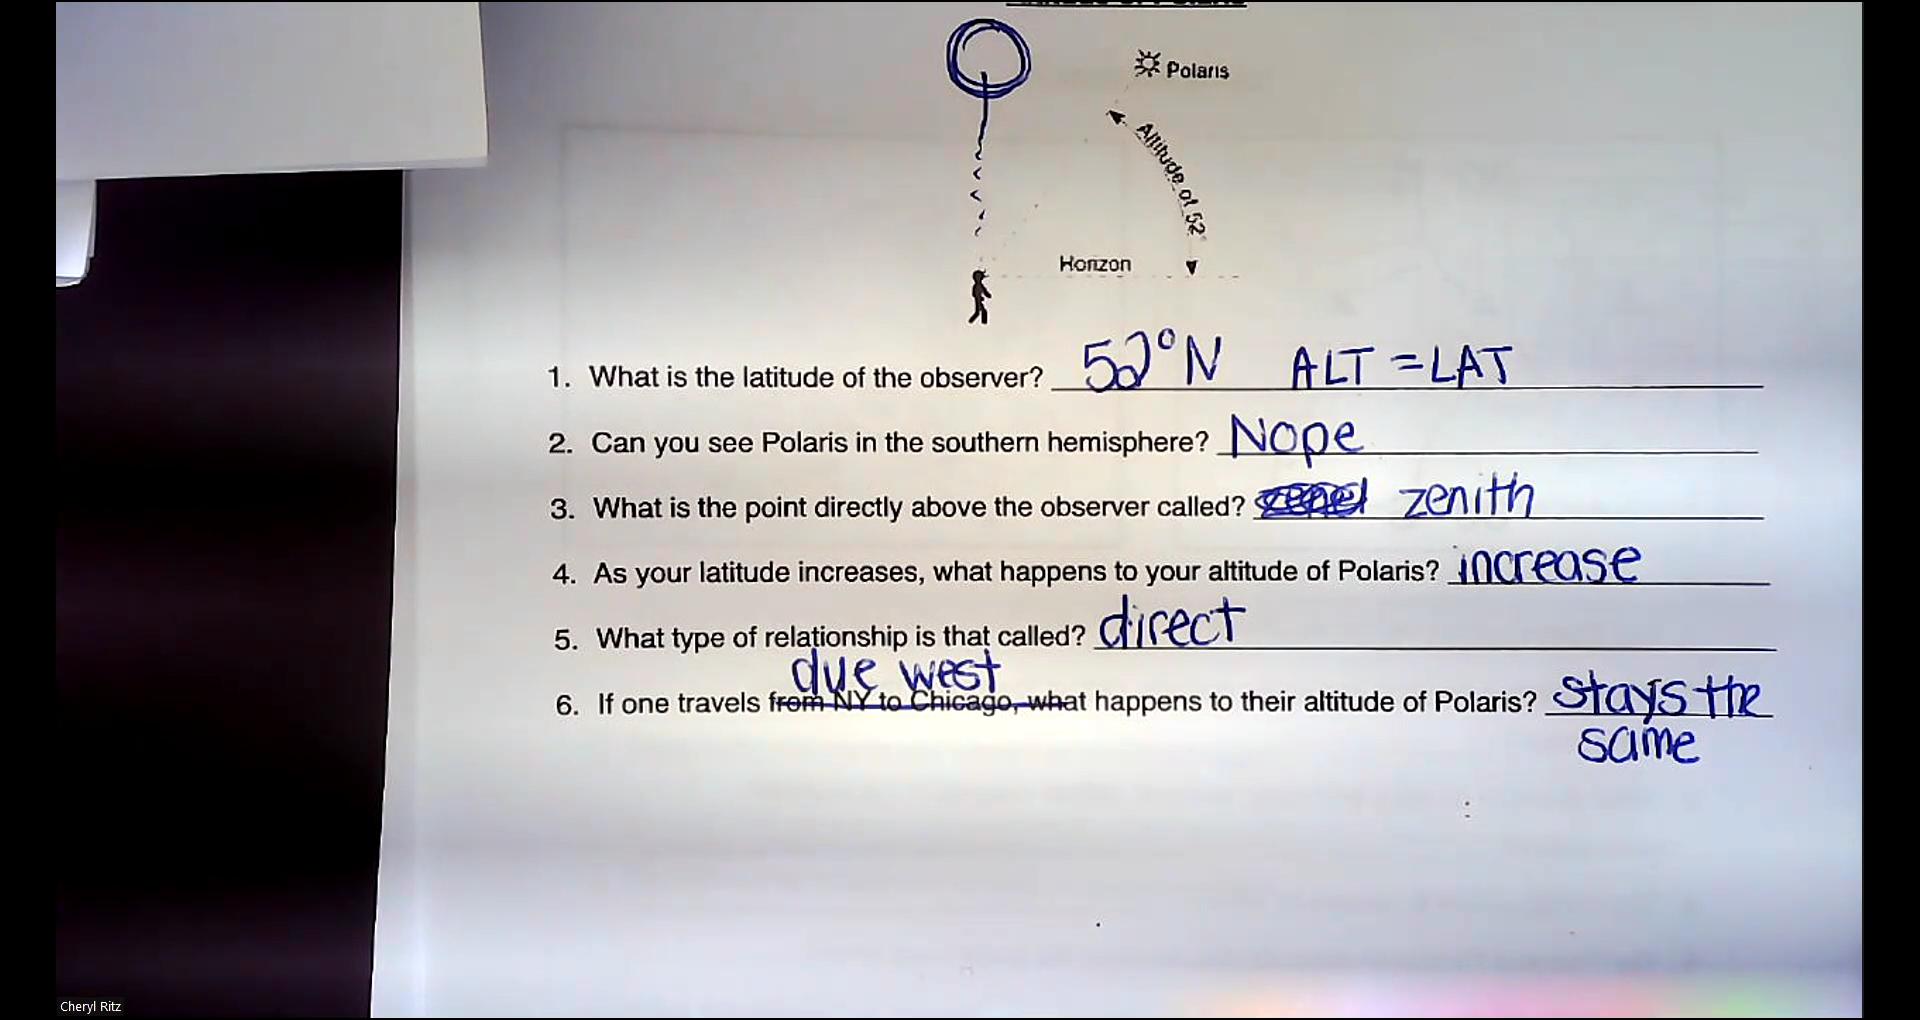 Polaris
Altitude of 52°
Horizon
1. What is the latitude of the observer? 52°N ALT = LAT
2. Can you see Polaris in the southern hemisphere? Nope
3. What is the point directly above the observer called? zenith
4. As your latitude increases, what happens to your altitude of Polaris? increase
5. What type of relationship is that called? direct
due west
6. If one travels from NY to Chicago, what happens to their altitude of Polaris? stays the
same
Cheryl Ritz